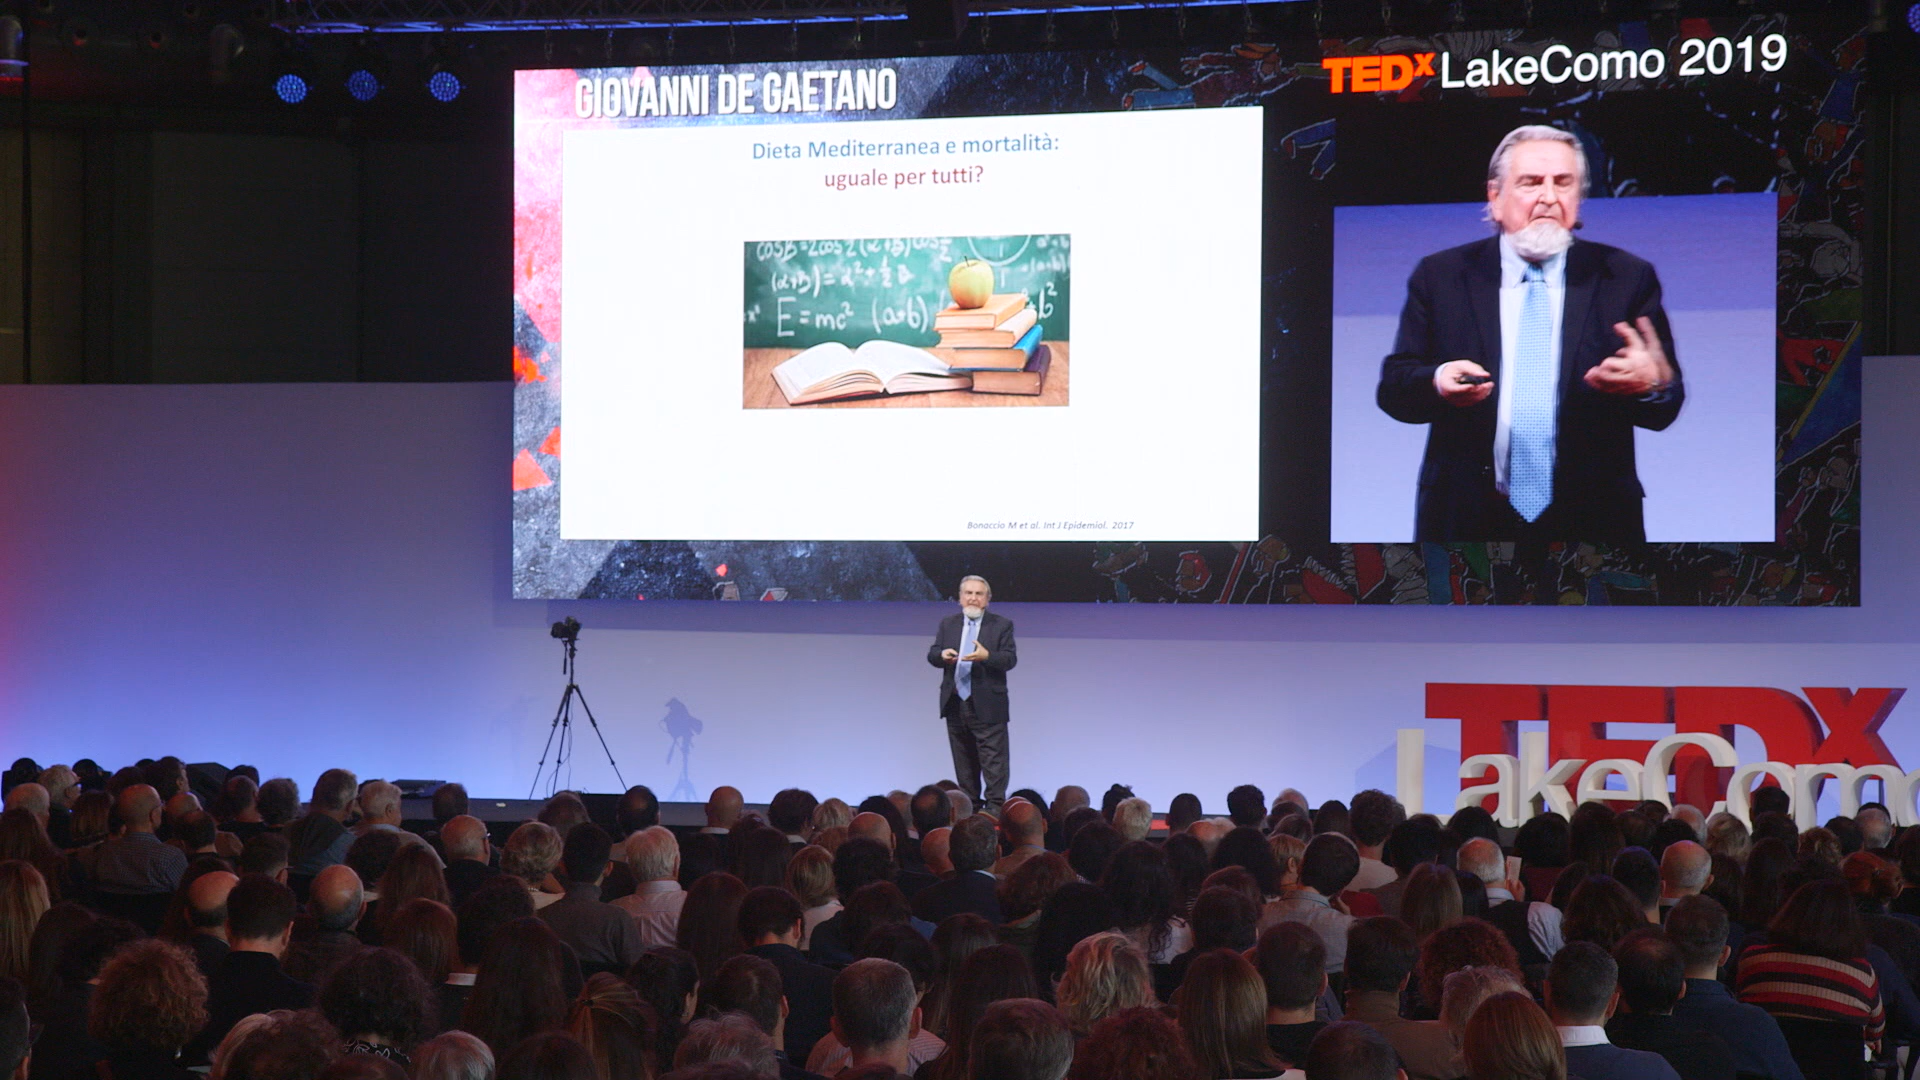 GIOVANNI DE GAETANO
TEDx LakeComo 2019
Dieta Mediterranea e mortalità:
uguale per tutti?
E=mc²
(a+b)
Bonaccio M et al. Int J Epidemiol. 2017
TEDx
LakeComo